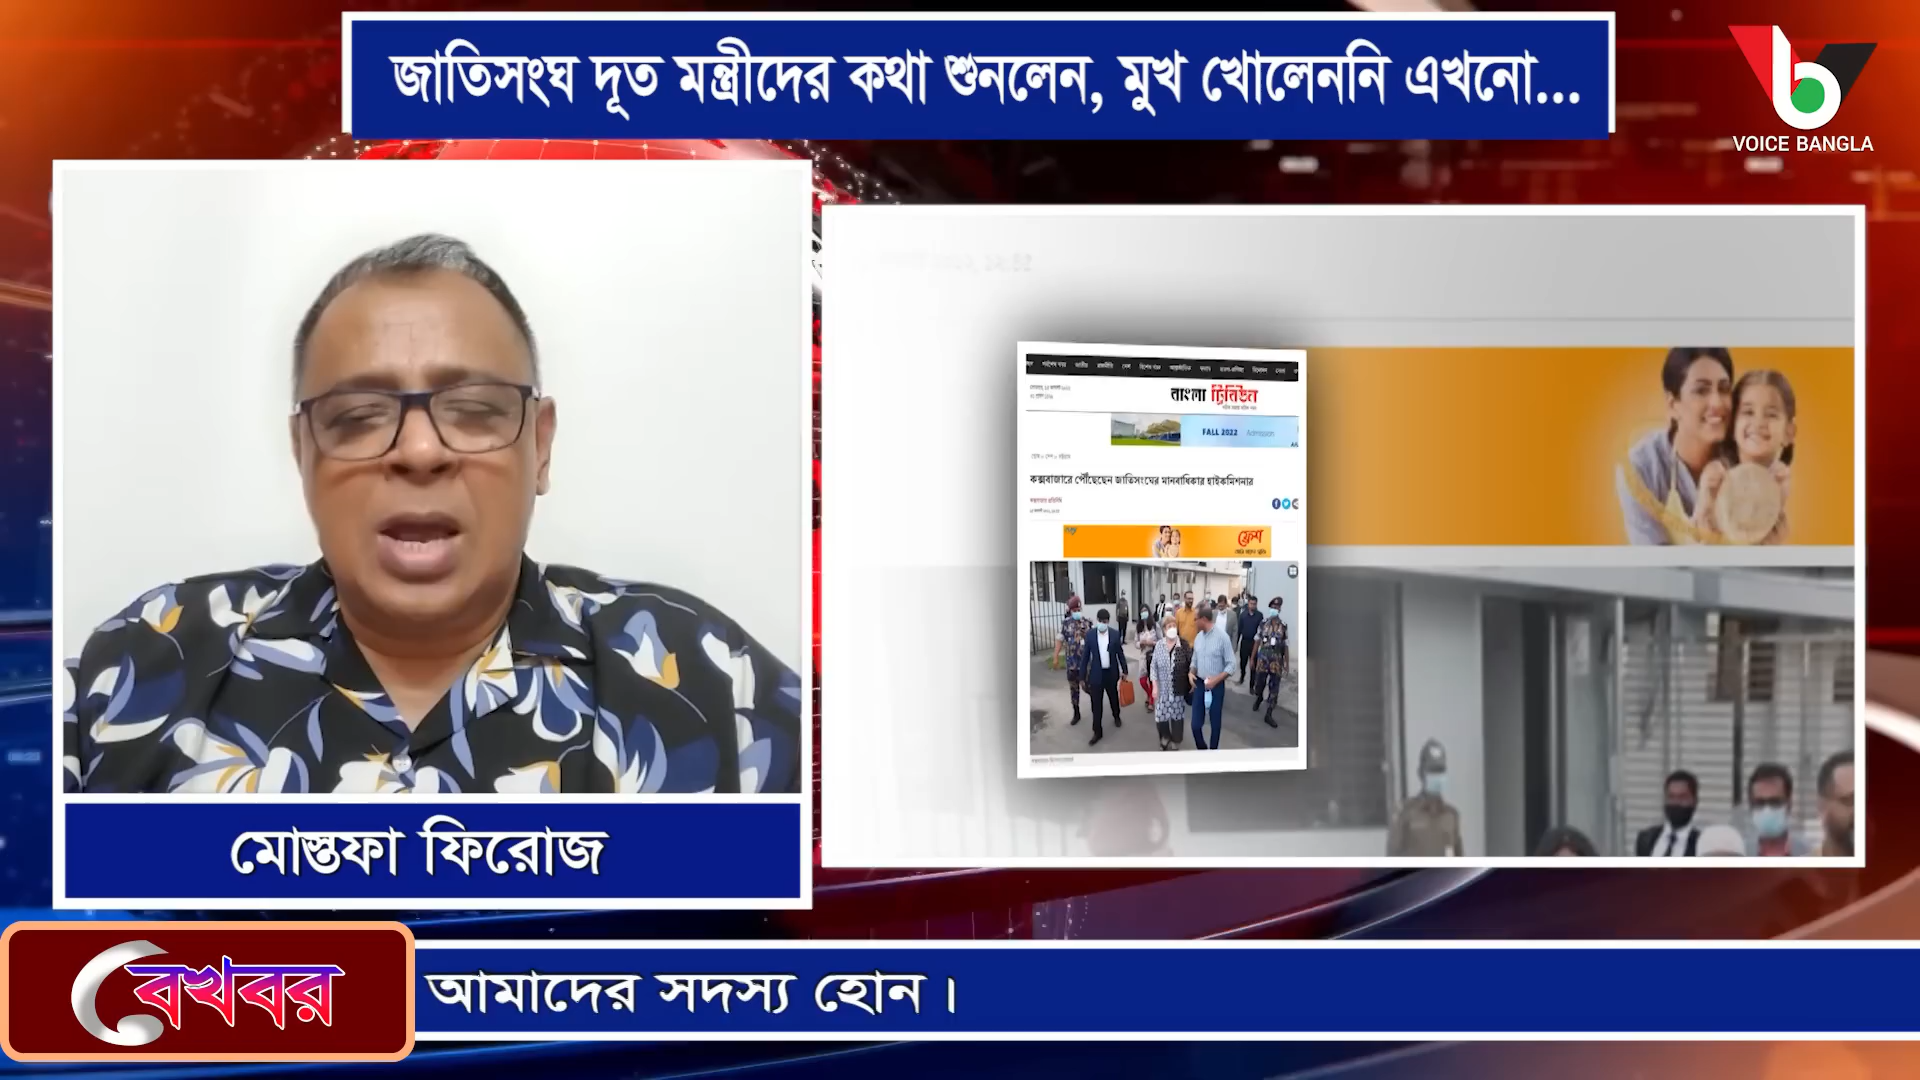 জাতিসংঘ দূত মন্ত্রীদের কথা শুনলেন, মুখ খোলেননি এখনো...
VOICE BANGLA
বাংলা ট্রিবিউন
FALL 2022 Admission
কক্সবাজারে পৌঁছেছেন জাতিসংঘের মানবাধিকার হাইকমিশনার
ফ্রেশ
মোস্তফা ফিরোজ
বেখবর
আমাদের সদস্য হোন।